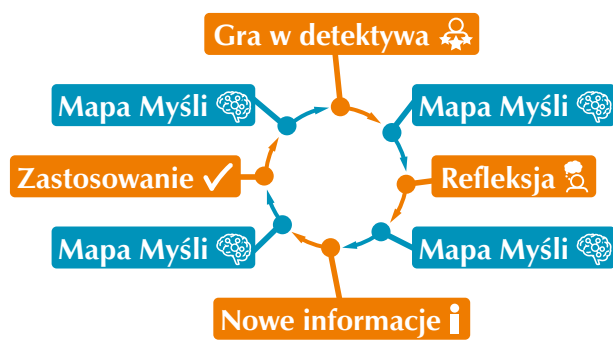 Gra w detektywa
Mapa Myśli
Mapa Myśli
Zastosowanie
Refleksja
Mapa Myśli
Mapa Myśli
Nowe informacje